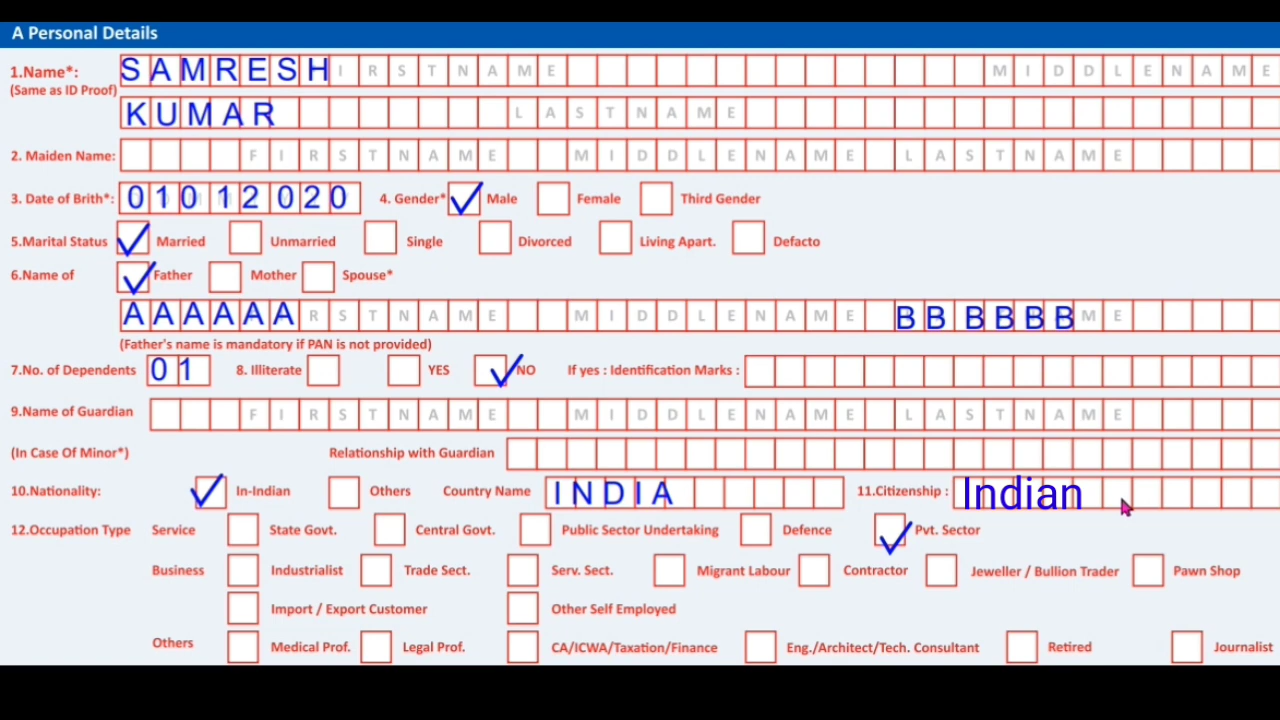 A Personal Details
1.Name*: SAMRESH IRSTNAME MIDDLENAME
(Same as ID Proof)
KUMAR LASTNAME
2. Maiden Name: FIRSTNAME MIDDLENAME LASTNAME
3. Date of Brith*: 01012020 4. Gender* Male Female Third Gender
5.Marital Status Married Unmarried Single Divorced Living Apart. Defacto
6.Name of Father Mother Spouse*
AAAAAA RSTNAME MIDDLENAME BBBBBB ME
(Father's name is mandatory if PAN is not provided)
7.No. of Dependents 01 8. Illiterate YES NO If yes : Identification Marks :
9.Name of Guardian FIRSTNAME MIDDLENAME LASTNAME
(In Case Of Minor*) Relationship with Guardian
10.Nationality: In-Indian Others Country Name INDIA 11.Citizenship : Indian
12.Occupation Type Service State Govt. Central Govt. Public Sector Undertaking Defence Pvt. Sector
Business Industrialist Trade Sect. Serv. Sect. Migrant Labour Contractor Jeweller / Bullion Trader Pawn Shop
Import / Export Customer Other Self Employed
Others Medical Prof. Legal Prof. CA/ICWA/Taxation/Finance Eng./Architect/Tech. Consultant Retired Journalist